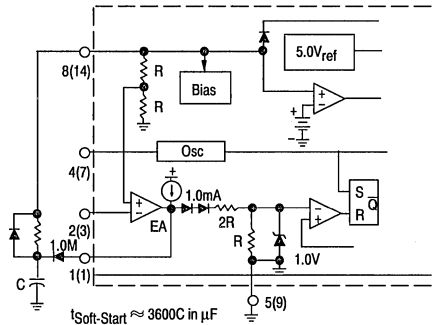 5.0Vref
8(14)
R
Bias
R
+
−
+
−
Osc
4(7)
+
1.0mA
S
Q̅
R
2(3)
+
−
EA
2R
−
+
R
1.0V
1.0M
1(1)
C
5(9)
tSoft-Start ≈ 3600C in µF